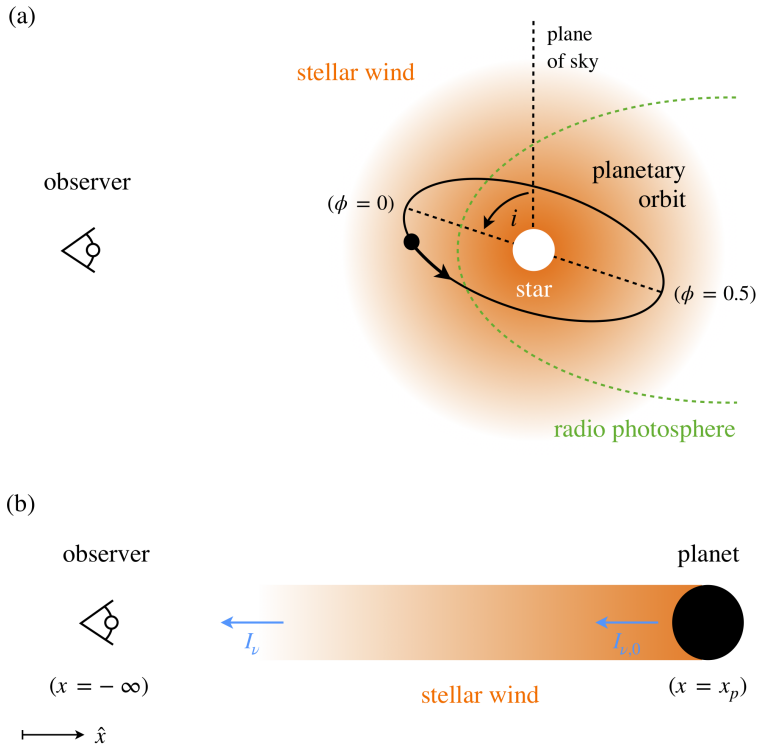 (a)
plane
of sky
stellar wind
observer
planetary
orbit
(ϕ = 0)
i
star
(ϕ = 0.5)
radio photosphere
(b)
observer
planet
I_ν
I_ν,0
(x = − ∞)
stellar wind
(x = x_p)
x̂